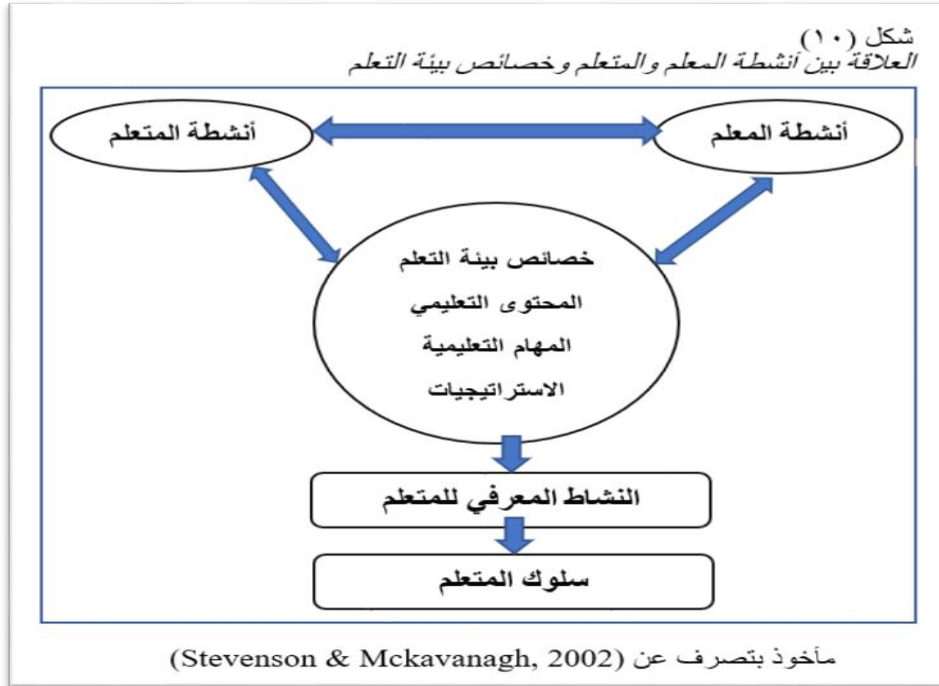 شكل (١٠)
العلاقة بين أنشطة المعلم والمتعلم وخصائص بيئة التعلم
أنشطة المعلم
أنشطة المتعلم
خصائص بيئة التعلم
المحتوى التعليمي
المهام التعليمية
الاستراتيجيات
النشاط المعرفي للمتعلم
سلوك المتعلم
مأخوذ بتصرف عن (Stevenson & Mckavanagh, 2002)